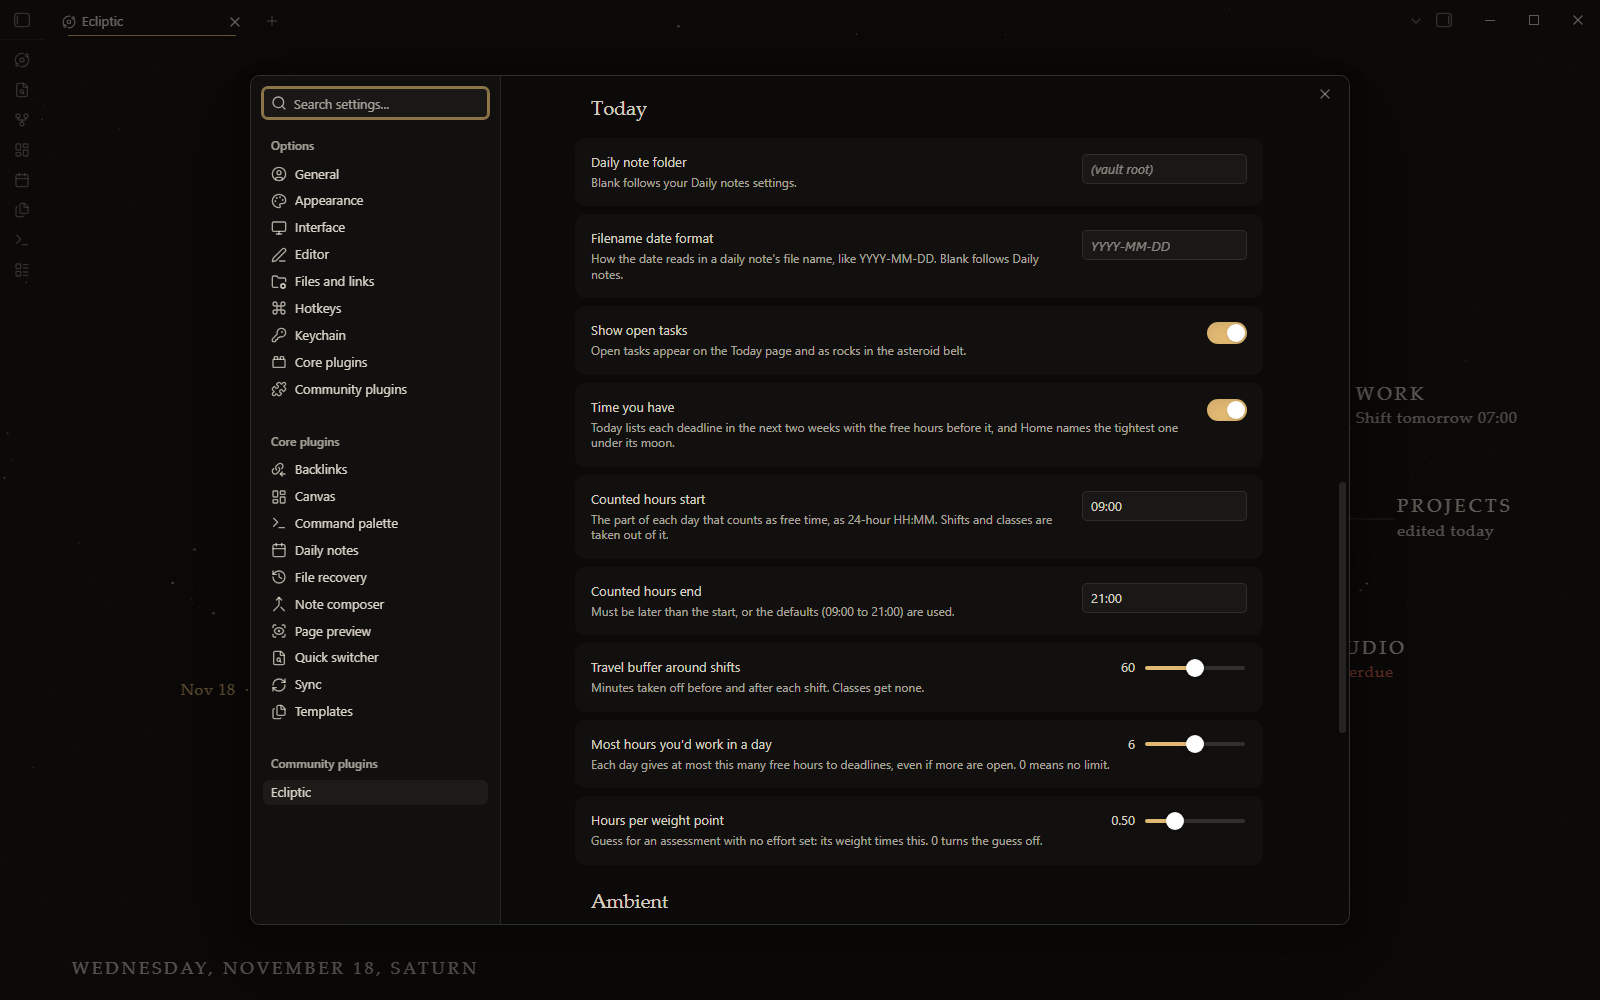 Ecliptic
Search settings...
Options
General
Appearance
Interface
Editor
Files and links
Hotkeys
Keychain
Core plugins
Community plugins
Core plugins
Backlinks
Canvas
Command palette
Daily notes
File recovery
Note composer
Page preview
Quick switcher
Sync
Templates
Community plugins
Ecliptic
Today
Daily note folder
Blank follows your Daily notes settings.
(vault root)
Filename date format
How the date reads in a daily note's file name, like YYYY-MM-DD. Blank follows Daily
notes.
YYYY-MM-DD
Show open tasks
Open tasks appear on the Today page and as rocks in the asteroid belt.
Time you have
Today lists each deadline in the next two weeks with the free hours before it, and Home names the tightest one
under its moon.
Counted hours start
The part of each day that counts as free time, as 24-hour HH:MM. Shifts and classes are
taken out of it.
09:00
Counted hours end
Must be later than the start, or the defaults (09:00 to 21:00) are used.
21:00
Travel buffer around shifts
Minutes taken off before and after each shift. Classes get none.
60
Most hours you'd work in a day
Each day gives at most this many free hours to deadlines, even if more are open. 0 means no limit.
6
Hours per weight point
Guess for an assessment with no effort set: its weight times this. 0 turns the guess off.
0.50
Ambient
WORK
Shift tomorrow 07:00
PROJECTS
edited today
UDIO
erdue
Nov 18
WEDNESDAY, NOVEMBER 18, SATURN